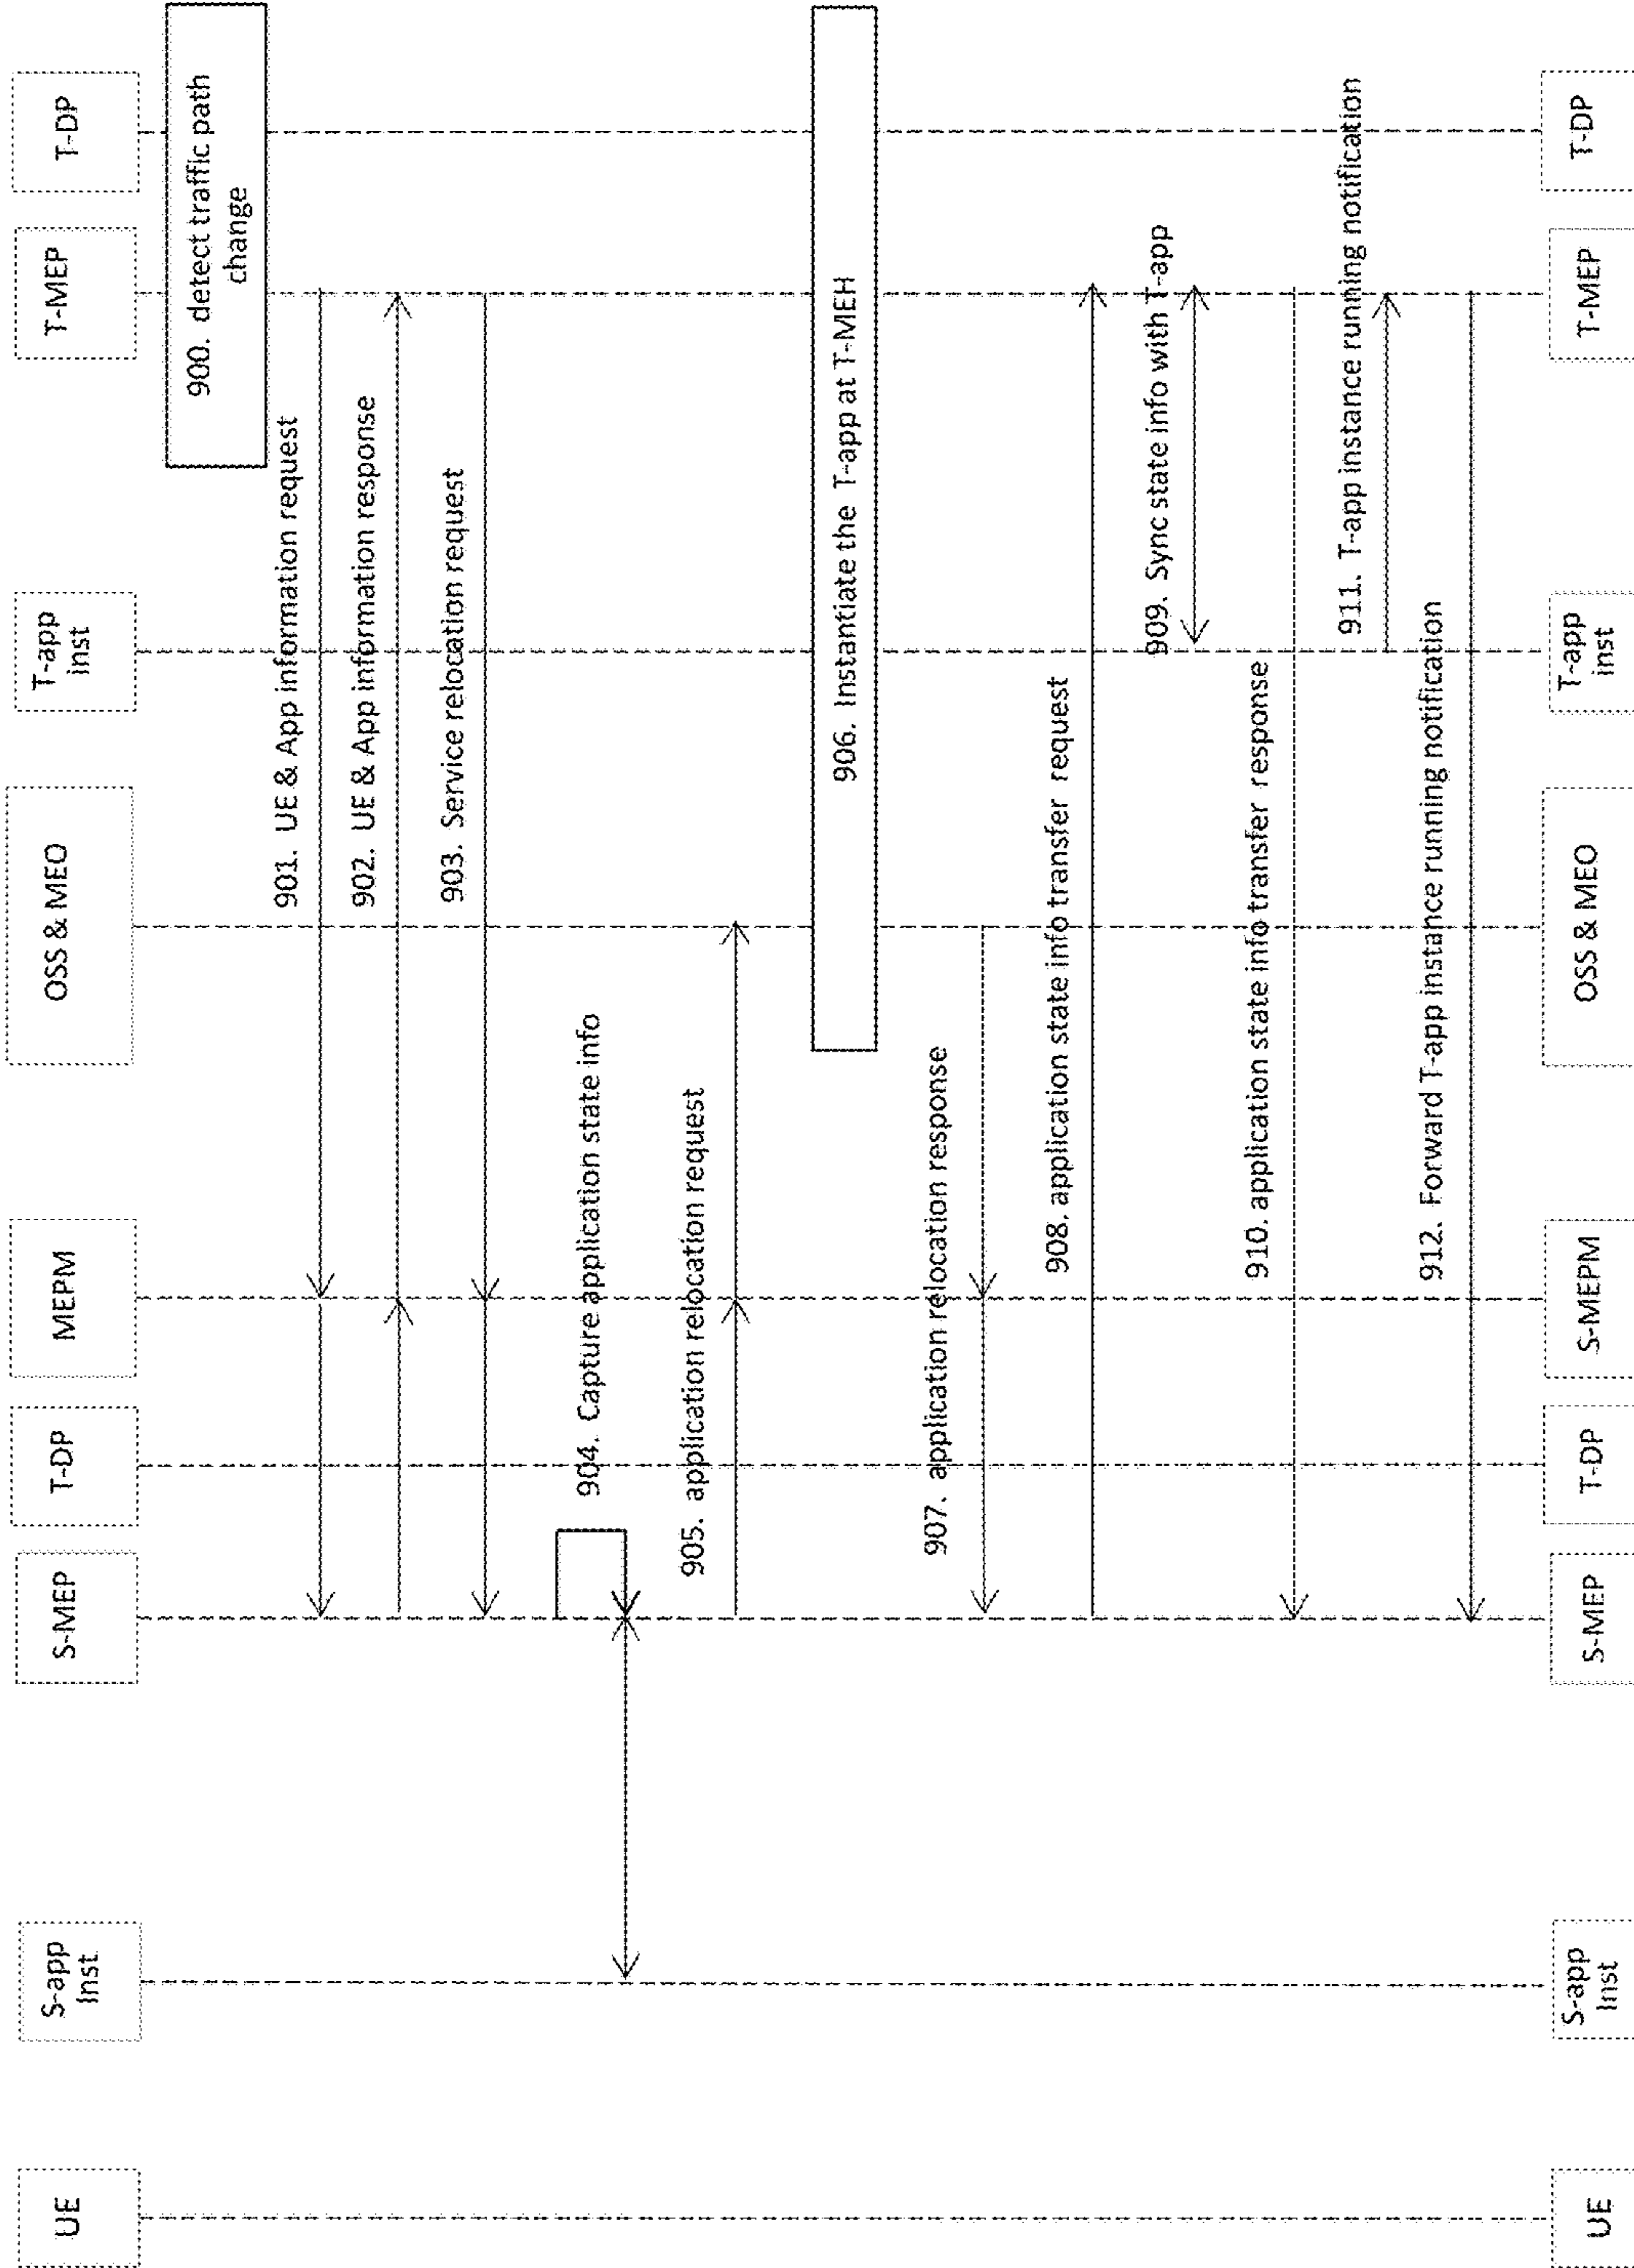 UE
S-app
Inst
S-MEP
T-DP
MEPM
OSS & MEO
T-app
inst
T-MEP
T-DP
900. detect traffic path
change
901. UE & App information request
902. UE & App information response
903. Service relocation request
904. Capture application state info
905. application relocation request
906. Instantiate the T-app at T-MEH
907. application relocation response
908. application state info transfer request
909. Sync state info with T-app
910. application state info transfer response
911. T-app instance running notification
912. Forward T-app instance running notification
UE
S-app
Inst
S-MEP
T-DP
S-MEPM
OSS & MEO
T-app
inst
T-MEP
T-DP